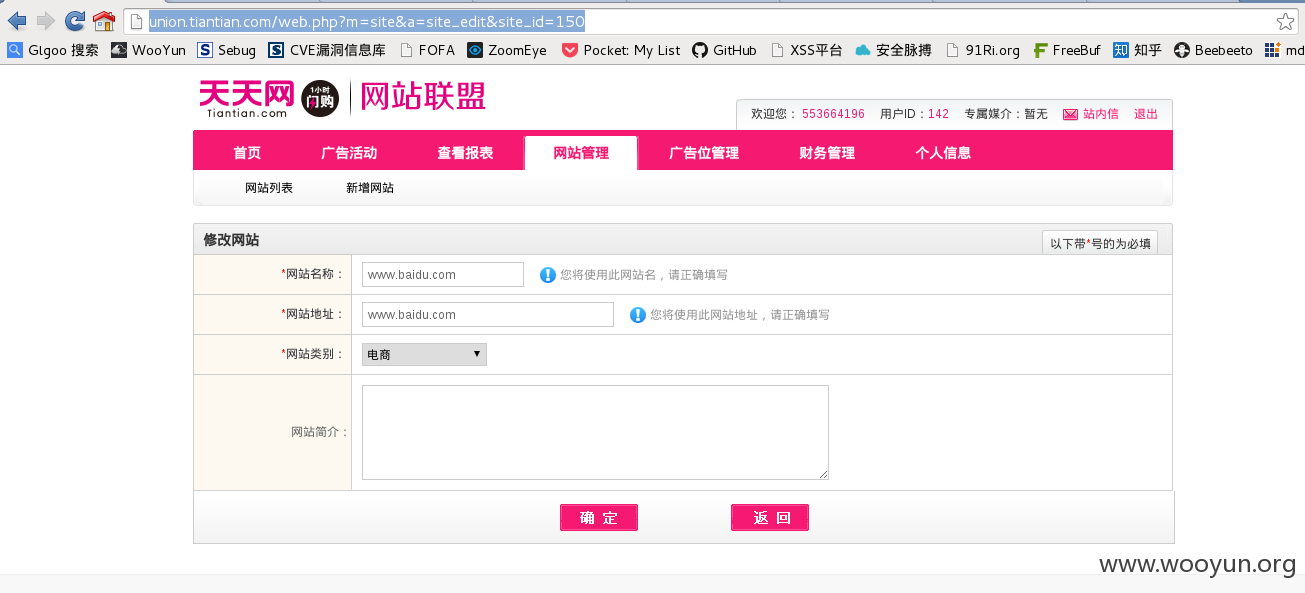 union.tiantian.com/web.php?m=site&a=site_edit&site_id=150
Glgoo 搜索 WooYun Sebug CVE漏洞信息库 FOFA ZoomEye Pocket: My List GitHub XSS平台 安全脉搏 91Ri.org FreeBuf 知乎 Beebeeto md
天天网 Tiantian.com 1小时 闪购 网站联盟
欢迎您： 553664196 用户ID：142 专属媒介：暂无 站内信 退出
首页 广告活动 查看报表 网站管理 广告位管理 财务管理 个人信息
网站列表 新增网站
修改网站 以下带*号的为必填
*网站名称： www.baidu.com 您将使用此网站名，请正确填写
*网站地址： www.baidu.com 您将使用此网站地址，请正确填写
*网站类别： 电商
网站简介：
确 定 返 回
www.wooyun.org